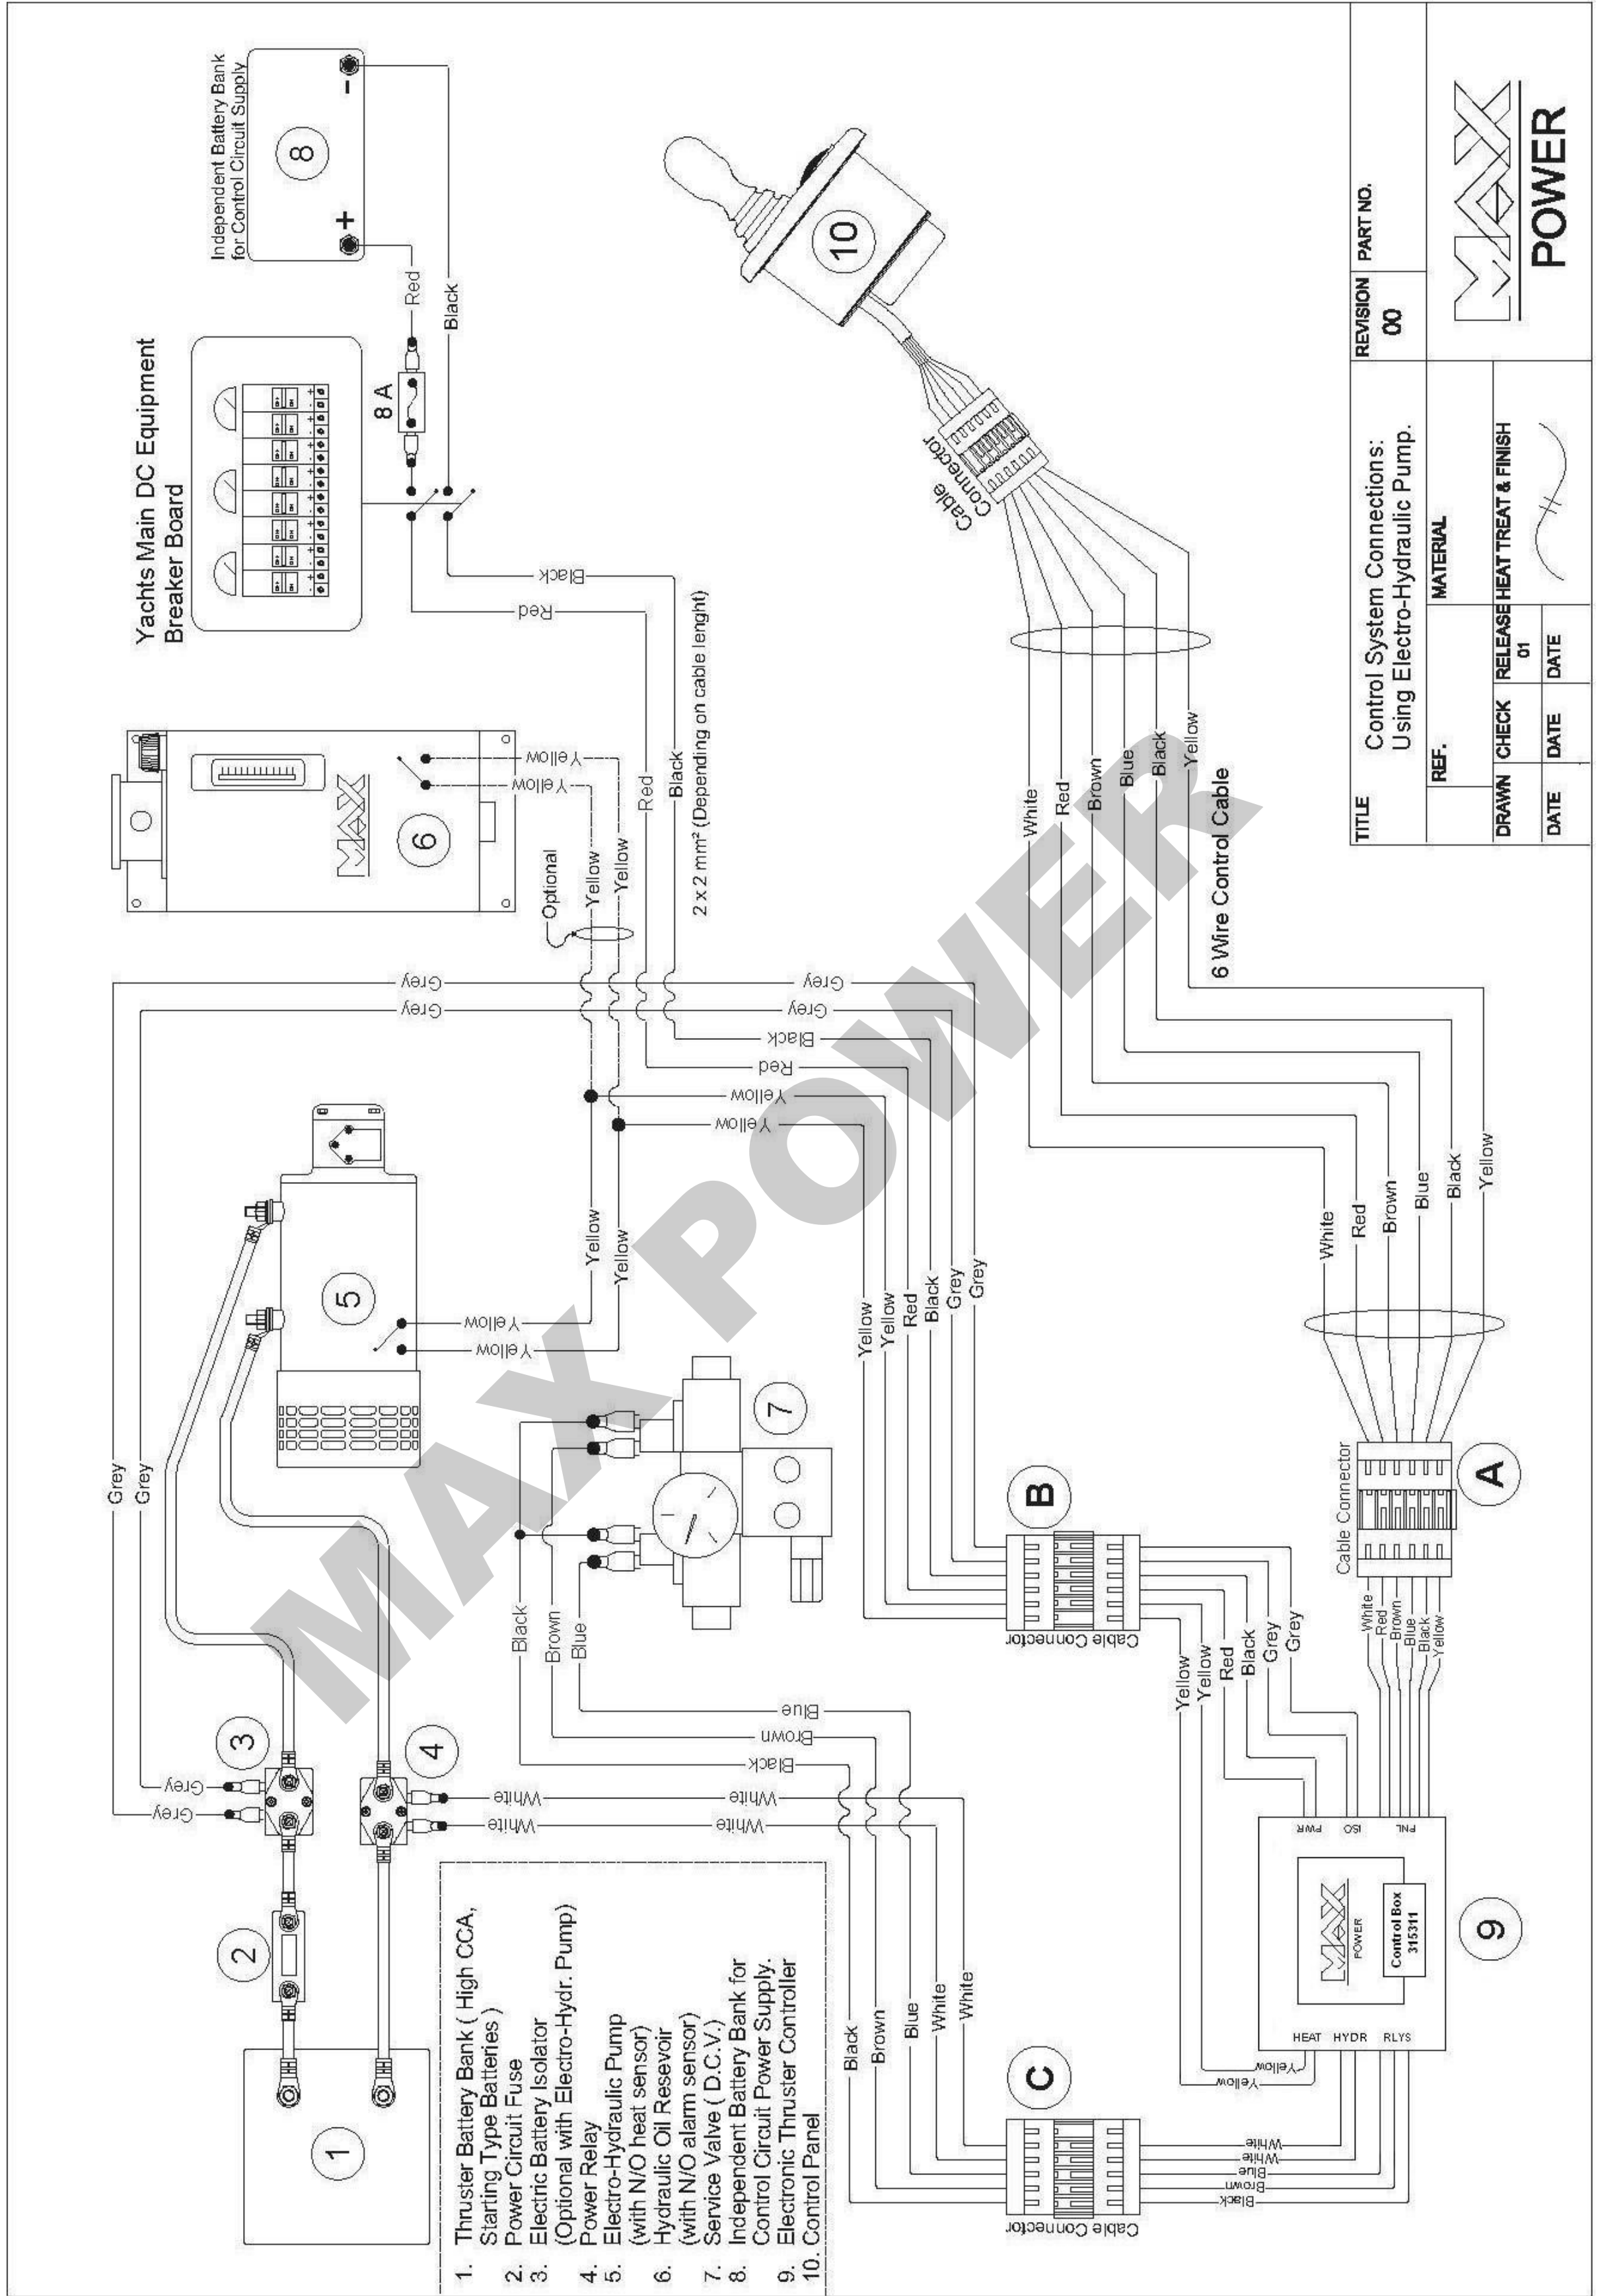 Independent Battery Bank
for Control Circuit Supply
8
+
-
Red
Black
8 A
Yachts Main DC Equipment
Breaker Board
Black
Red
2 x 2 mm² (Depending on cable lenght)
Red
Black
MAX
6
Yellow
Yellow
Optional
Yellow
Yellow
Grey
Grey
Grey
Grey
Black
Red
Yellow
Yellow
5
Yellow
Yellow
Yellow
Yellow
Grey
Grey
3
Grey
Grey
2
1
4
White
White
White
White
7
Black
Brown
Blue
Blue
Brown
Black
Yellow
Yellow
Red
Black
Grey
Grey
B
Cable Connector
Yellow
Yellow
Red
Black
Grey
Grey
10
Cable
Connector
White
Red
Brown
Blue
Black
Yellow
6 Wire Control Cable
White
Red
Brown
Blue
Black
Yellow
Cable Connector
A
White
Red
Brown
Blue
Black
Yellow
PWR
ISO
PNL
MAX
POWER
Control Box
315311
HEAT
HYDR
RLYS
9
Yellow
Yellow
Black
Brown
Blue
White
White
C
Cable Connector
White
White
Blue
Brown
Black
1. Thruster Battery Bank ( High CCA,
Starting Type Batteries )
2. Power Circuit Fuse
3. Electric Battery Isolator
(Optional with Electro-Hydr. Pump)
4. Power Relay
5. Electro-Hydraulic Pump
(with N/O heat sensor)
6. Hydraulic Oil Resevoir
(with N/O alarm sensor)
7. Service Valve ( D.C.V.)
8. Independent Battery Bank for
Control Circuit Power Supply.
9. Electronic Thruster Controller
10. Control Panel
TITLE
Control System Connections:
Using Electro-Hydraulic Pump.
REVISION
00
PART NO.
REF.
MATERIAL
DRAWN
CHECK
RELEASE
01
HEAT TREAT & FINISH
DATE
DATE
DATE
MAX
POWER
MAX POWER